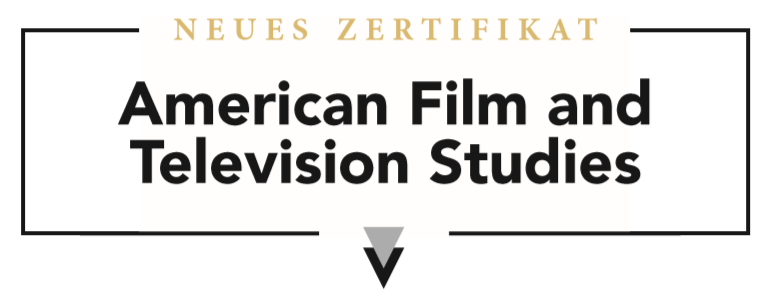 NEUES ZERTIFIKAT
American Film and
Television Studies